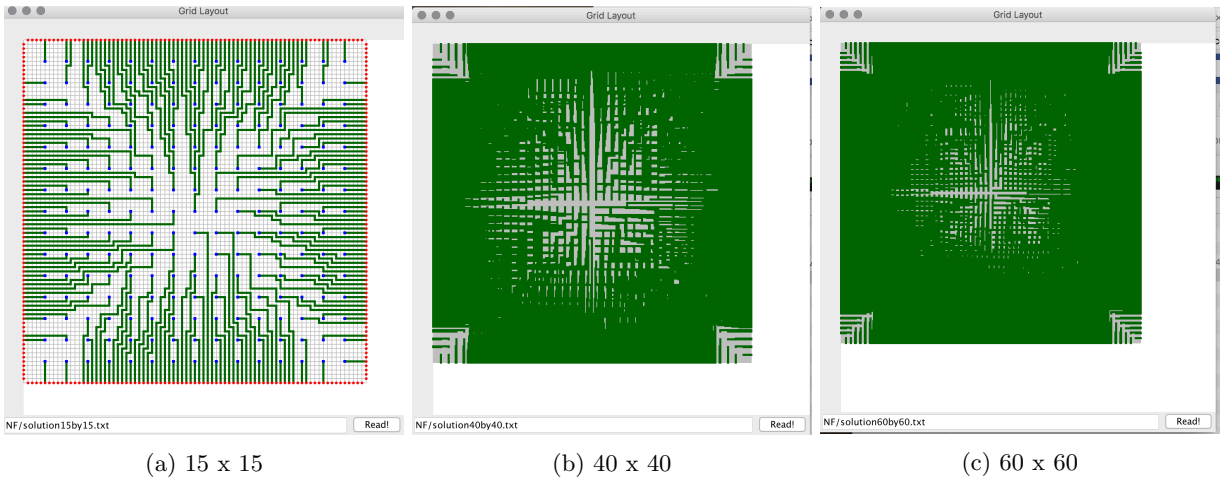 Grid Layout
Grid Layout
Grid Layout
NF/solution15by15.txt
Read!
NF/solution40by40.txt
Read!
NF/solution60by60.txt
Read!
(a) 15 x 15
(b) 40 x 40
(c) 60 x 60